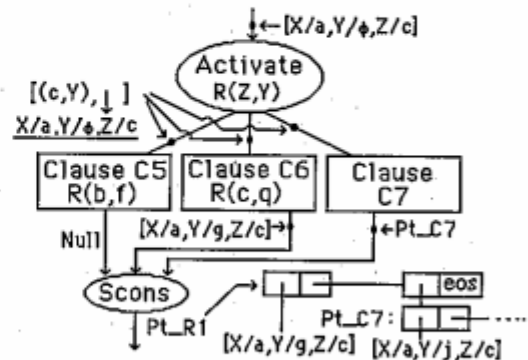 [X/a,Y/ϕ,Z/c]
Activate
R(Z,Y)
[(c,Y), ]
X/a,Y/ϕ,Z/c
Clause C5
R(b,f)
Clause C6
R(c,q)
Clause
C7
Null
[X/a,Y/g,Z/c]
Pt_C7
Scons
Pt_R1
eos
Pt_C7:
[X/a,Y/g,Z/c]
[X/a,Y/j,Z/c]